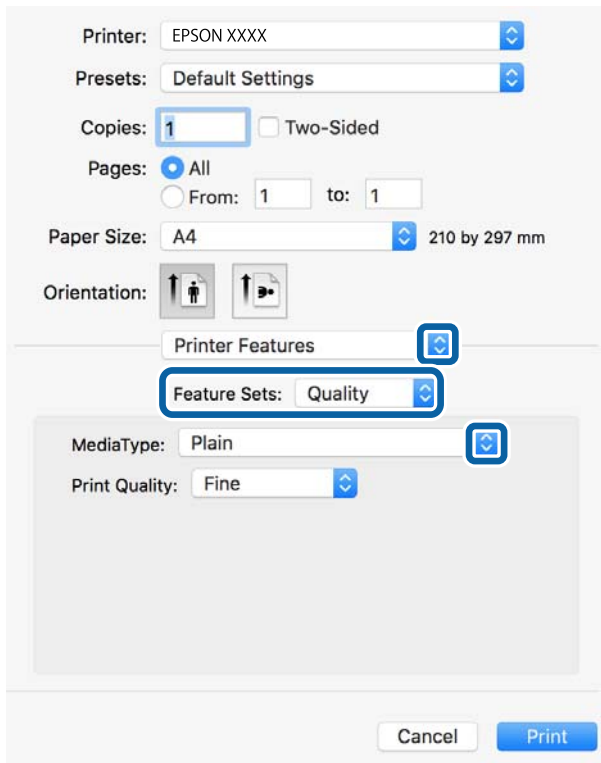 Printer: EPSON XXXX
Presets: Default Settings
Copies: 1 Two-Sided
Pages: All
From: 1 to: 1
Paper Size: A4 210 by 297 mm
Orientation:
Printer Features
Feature Sets: Quality
MediaType: Plain
Print Quality: Fine
Cancel Print